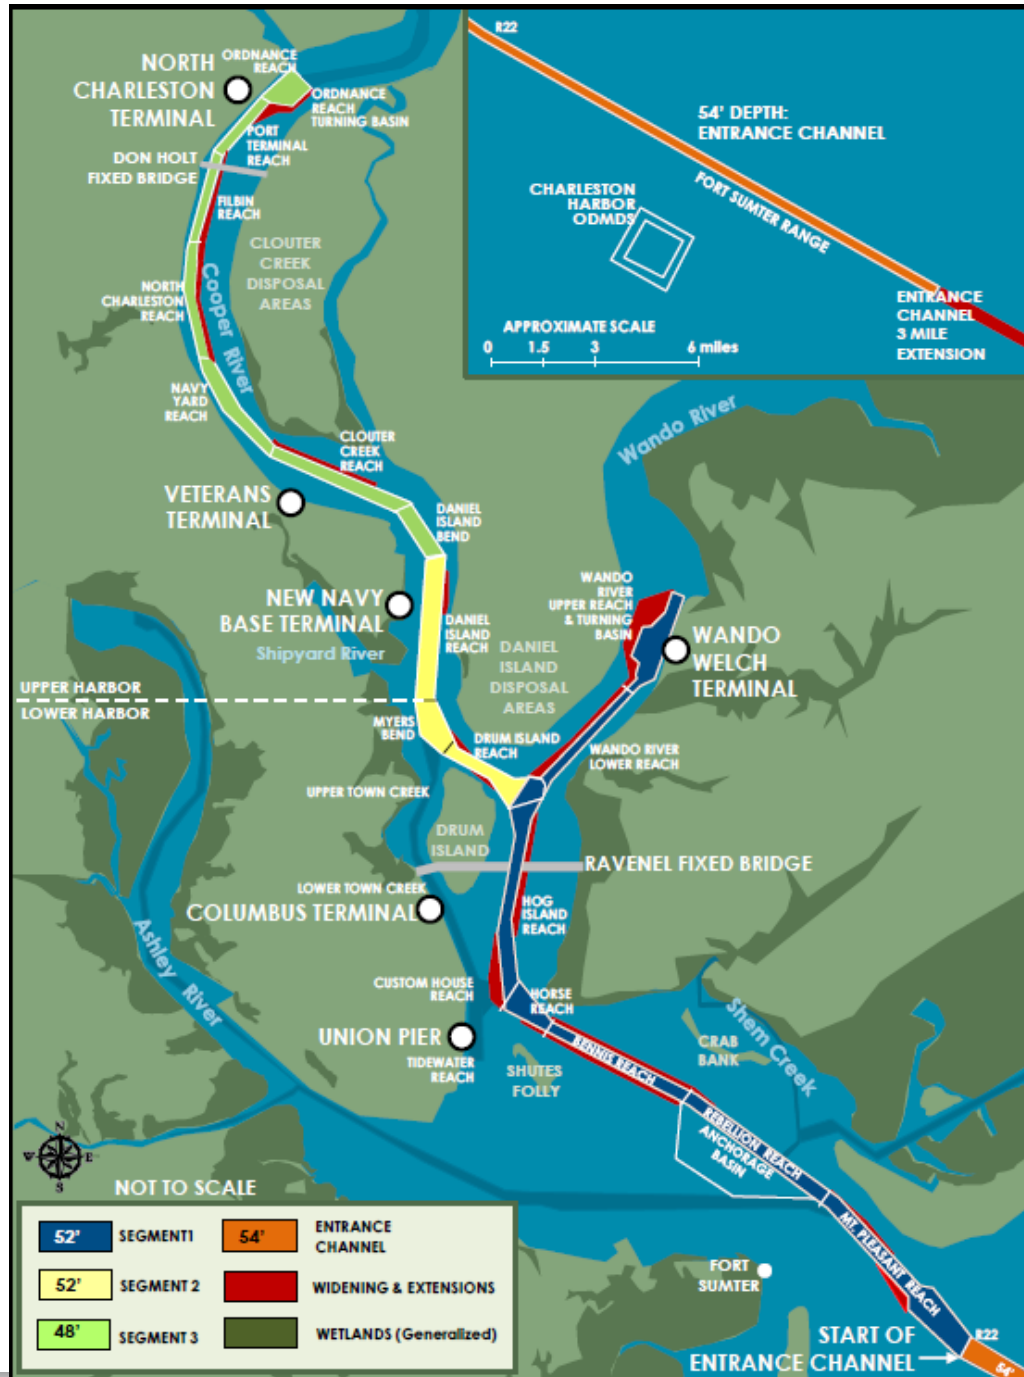 ORDNANCE
REACH
NORTH
CHARLESTON
TERMINAL
ORDNANCE
REACH
TURNING BASIN
PORT
TERMINAL
REACH
DON HOLT
FIXED BRIDGE
FILBIN
REACH
CLOUTER
CREEK
DISPOSAL
AREAS
Cooper River
NORTH
CHARLESTON
REACH
NAVY
YARD
REACH
CLOUTER
CREEK
REACH
VETERANS
TERMINAL
DANIEL
ISLAND
BEND
R22
54' DEPTH:
ENTRANCE CHANNEL
CHARLESTON
HARBOR
ODMDS
FORT SUMTER RANGE
ENTRANCE
CHANNEL
3 MILE
EXTENSION
APPROXIMATE SCALE
0 1.5 3 6 miles
Wando River
NEW NAVY
BASE TERMINAL
Shipyard River
DANIEL
ISLAND
REACH
WANDO
RIVER
UPPER REACH
& TURNING
BASIN
WANDO
WELCH
TERMINAL
DANIEL
ISLAND
DISPOSAL
AREAS
UPPER HARBOR
LOWER HARBOR
MYERS
BEND
DRUM ISLAND
REACH
WANDO RIVER
LOWER REACH
UPPER TOWN CREEK
DRUM
ISLAND
RAVENEL FIXED BRIDGE
LOWER TOWN CREEK
COLUMBUS TERMINAL
HOG
ISLAND
REACH
Ashley River
CUSTOM HOUSE
REACH
HORSE
REACH
UNION PIER
TIDEWATER
REACH
BENNIS REACH
SHUTES
FOLLY
CRAB
BANK
Shem Creek
REBELLION REACH
ANCHORAGE
BASIN
MT. PLEASANT REACH
FORT
SUMTER
START OF
ENTRANCE CHANNEL
R22
54'
N
W E
S
NOT TO SCALE
52' SEGMENT1
54' ENTRANCE
CHANNEL
52' SEGMENT 2
WIDENING & EXTENSIONS
48' SEGMENT 3
WETLANDS (Generalized)